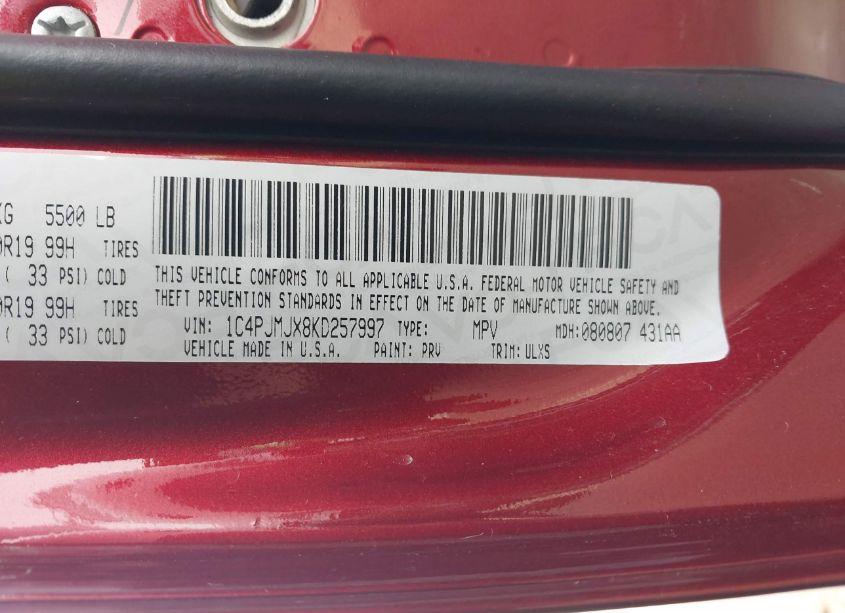 KG 5500 LB
0R19 99H TIRES
( 33 PSI) COLD
0R19 99H TIRES
( 33 PSI) COLD
THIS VEHICLE CONFORMS TO ALL APPLICABLE U.S.A. FEDERAL MOTOR VEHICLE SAFETY AND
THEFT PREVENTION STANDARDS IN EFFECT ON THE DATE OF MANUFACTURE SHOWN ABOVE.
VIN: 1C4PJMJX8KD257997 TYPE: MPV MDH:080807 431AA
VEHICLE MADE IN U.S.A. PAINT: PRV TRIM: ULXS